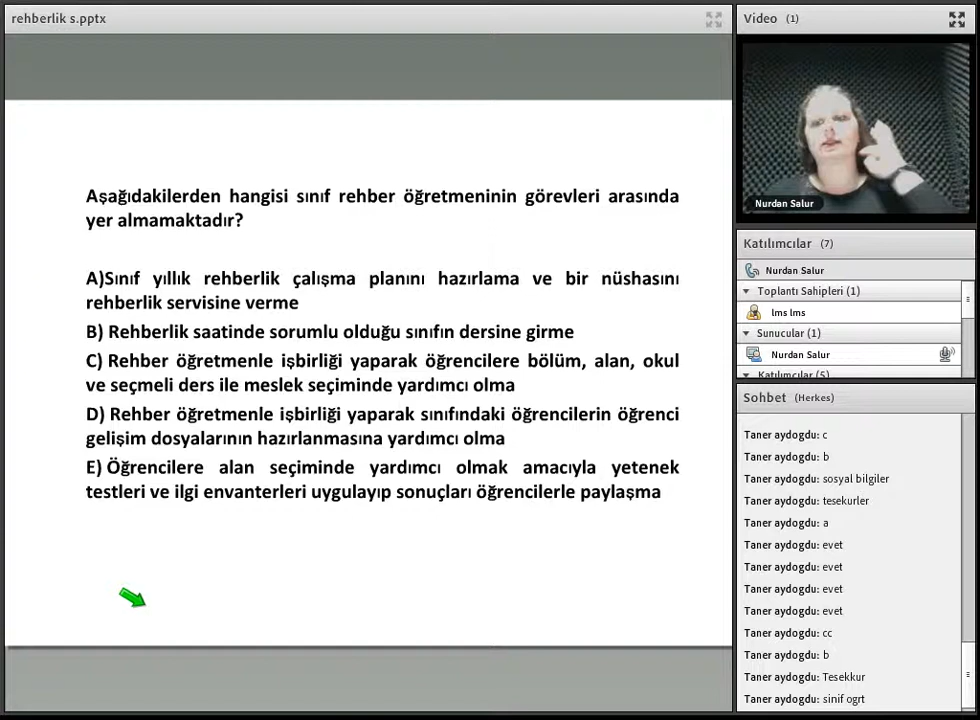 rehberlik s.pptx
Aşağıdakilerden hangisi sınıf rehber öğretmeninin görevleri arasında
yer almamaktadır?
A)Sınıf yıllık rehberlik çalışma planını hazırlama ve bir nüshasını
rehberlik servisine verme
B) Rehberlik saatinde sorumlu olduğu sınıfın dersine girme
C) Rehber öğretmenle işbirliği yaparak öğrencilere bölüm, alan, okul
ve seçmeli ders ile meslek seçiminde yardımcı olma
D) Rehber öğretmenle işbirliği yaparak sınıfındaki öğrencilerin öğrenci
gelişim dosyalarının hazırlanmasına yardımcı olma
E) Öğrencilere alan seçiminde yardımcı olmak amacıyla yetenek
testleri ve ilgi envanterleri uygulayıp sonuçları öğrencilerle paylaşma
Video (1)
Nurdan Salur
Katılımcılar (7)
Nurdan Salur
Toplantı Sahipleri (1)
lms lms
Sunucular (1)
Nurdan Salur
Katılımcılar (5)
Sohbet (Herkes)
Taner aydogdu: c
Taner aydogdu: b
Taner aydogdu: sosyal bilgiler
Taner aydogdu: tesekurler
Taner aydogdu: a
Taner aydogdu: evet
Taner aydogdu: evet
Taner aydogdu: evet
Taner aydogdu: evet
Taner aydogdu: cc
Taner aydogdu: b
Taner aydogdu: Tesekkur
Taner aydogdu: sinif ogrt